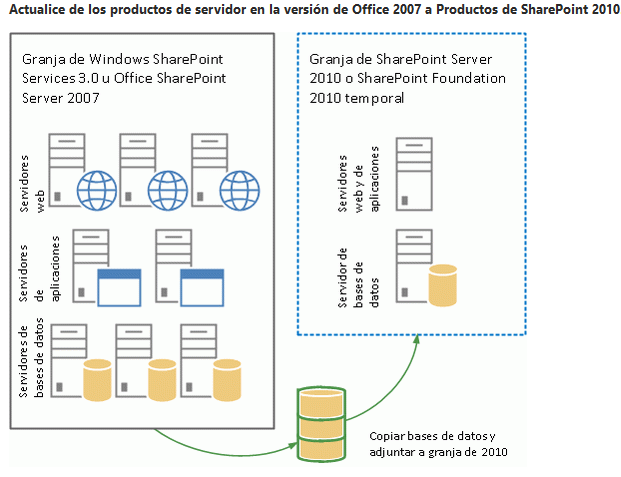 Actualice de los productos de servidor en la versión de Office 2007 a Productos de SharePoint 2010
Granja de Windows SharePoint
Services 3.0 u Office SharePoint
Server 2007
Servidores
web
Servidores
de
aplicaciones
Servidores de
bases de datos
Granja de SharePoint Server
2010 o SharePoint Foundation
2010 temporal
Servidores
web y de
aplicaciones
Servidor de
bases de
datos
Copiar bases de datos y
adjuntar a granja de 2010